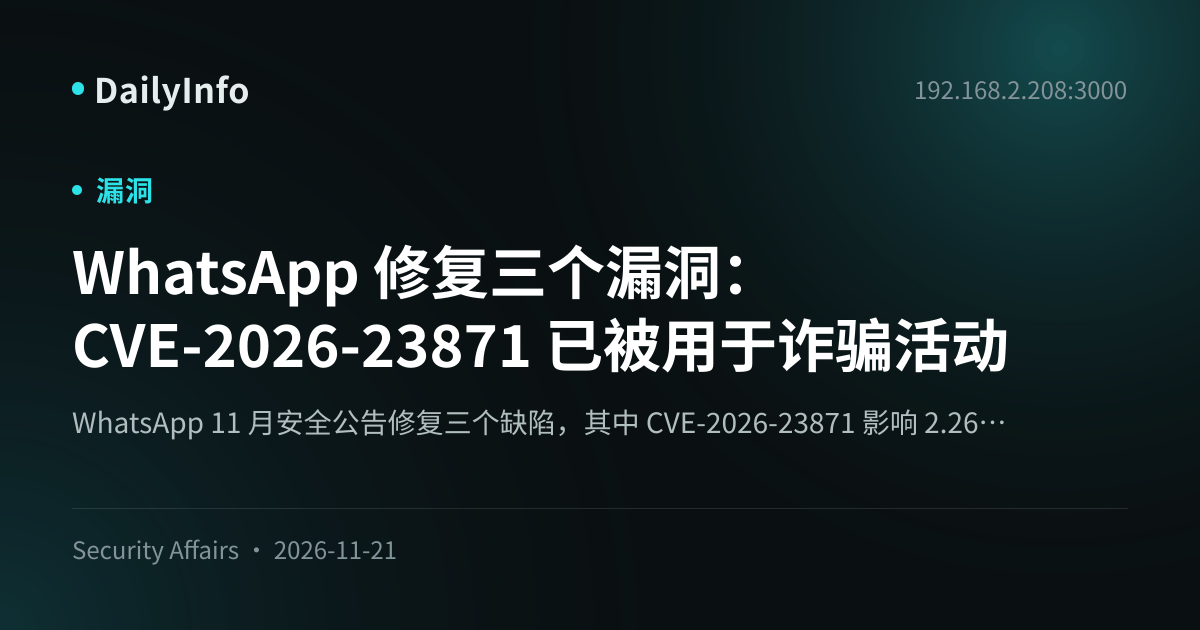 DailyInfo
192.168.2.208:3000
漏洞
WhatsApp 修复三个漏洞：
CVE-2026-23871 已被用于诈骗活动
WhatsApp 11 月安全公告修复三个缺陷，其中 CVE-2026-23871 影响 2.26…
Security Affairs · 2026-11-21